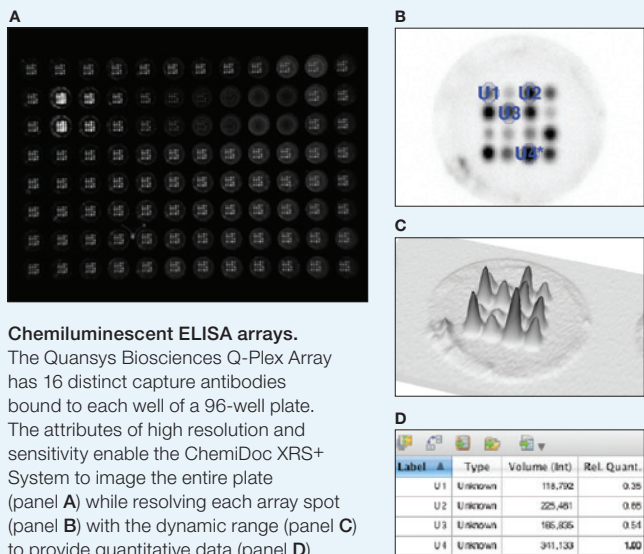 A
Chemiluminescent ELISA arrays.
The Quansys Biosciences Q-Plex Array
has 16 distinct capture antibodies
bound to each well of a 96-well plate.
The attributes of high resolution and
sensitivity enable the ChemiDoc XRS+
System to image the entire plate
(panel A) while resolving each array spot
(panel B) with the dynamic range (panel C)
to provide quantitative data (panel D)
B
U1 U2
U3
U4*
C
D
Label Type Volume (Int) Rel. Quant.
U1 Unknown 118,792 0.35
U2 Unknown 225,461 0.66
U3 Unknown 185,835 0.54
U4 Unknown 341,133 1.00